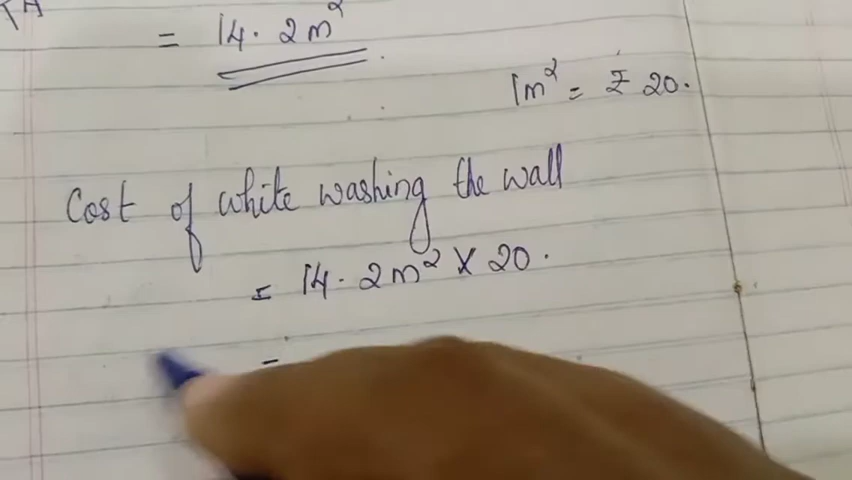 = 14.2m²
1m² = ₹ 20.
Cost of white washing the wall
= 14.2m² × 20.
=